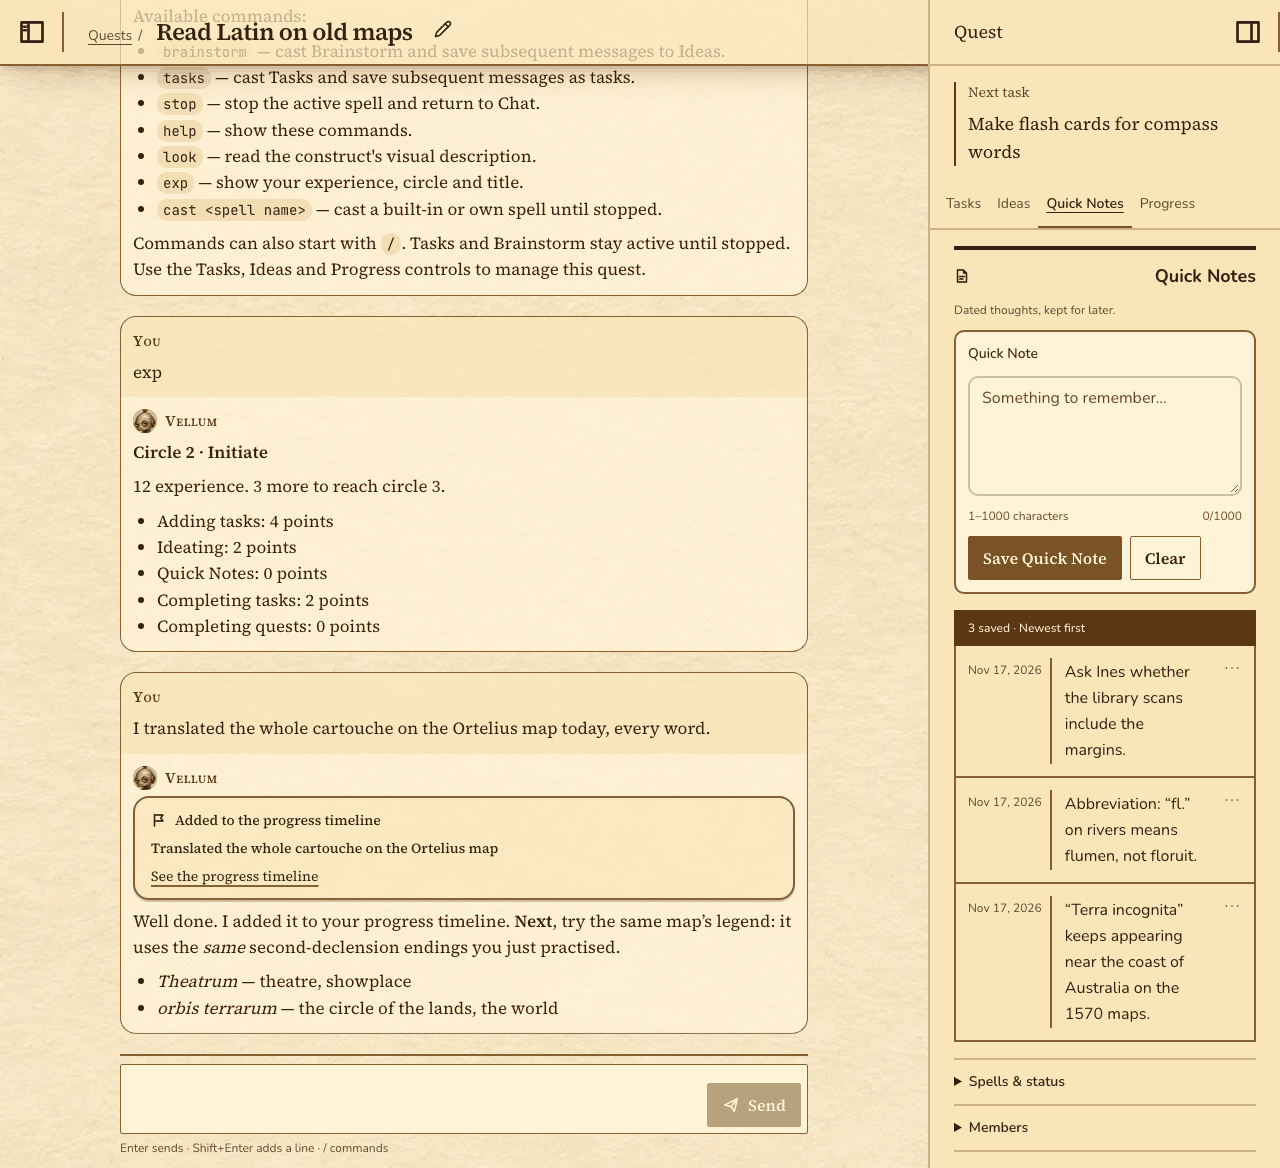 Available commands:
Quests / Read Latin on old maps
brainstorm — cast Brainstorm and save subsequent messages to Ideas.
tasks — cast Tasks and save subsequent messages as tasks.
stop — stop the active spell and return to Chat.
help — show these commands.
look — read the construct's visual description.
exp — show your experience, circle and title.
cast <spell name> — cast a built-in or own spell until stopped.
Commands can also start with /. Tasks and Brainstorm stay active until stopped.
Use the Tasks, Ideas and Progress controls to manage this quest.
You
exp
Vellum
Circle 2 · Initiate
12 experience. 3 more to reach circle 3.
Adding tasks: 4 points
Ideating: 2 points
Quick Notes: 0 points
Completing tasks: 2 points
Completing quests: 0 points
You
I translated the whole cartouche on the Ortelius map today, every word.
Vellum
Added to the progress timeline
Translated the whole cartouche on the Ortelius map
See the progress timeline
Well done. I added it to your progress timeline. Next, try the same map’s legend: it
uses the same second-declension endings you just practised.
Theatrum — theatre, showplace
orbis terrarum — the circle of the lands, the world
Send
Enter sends · Shift+Enter adds a line · / commands
Quest
Next task
Make flash cards for compass
words
Tasks Ideas Quick Notes Progress
Quick Notes
Dated thoughts, kept for later.
Quick Note
Something to remember...
1–1000 characters 0/1000
Save Quick Note Clear
3 saved · Newest first
Nov 17, 2026 Ask Ines whether
the library scans
include the
margins.
Nov 17, 2026 Abbreviation: “fl.”
on rivers means
flumen, not floruit.
Nov 17, 2026 “Terra incognita”
keeps appearing
near the coast of
Australia on the
1570 maps.
Spells & status
Members